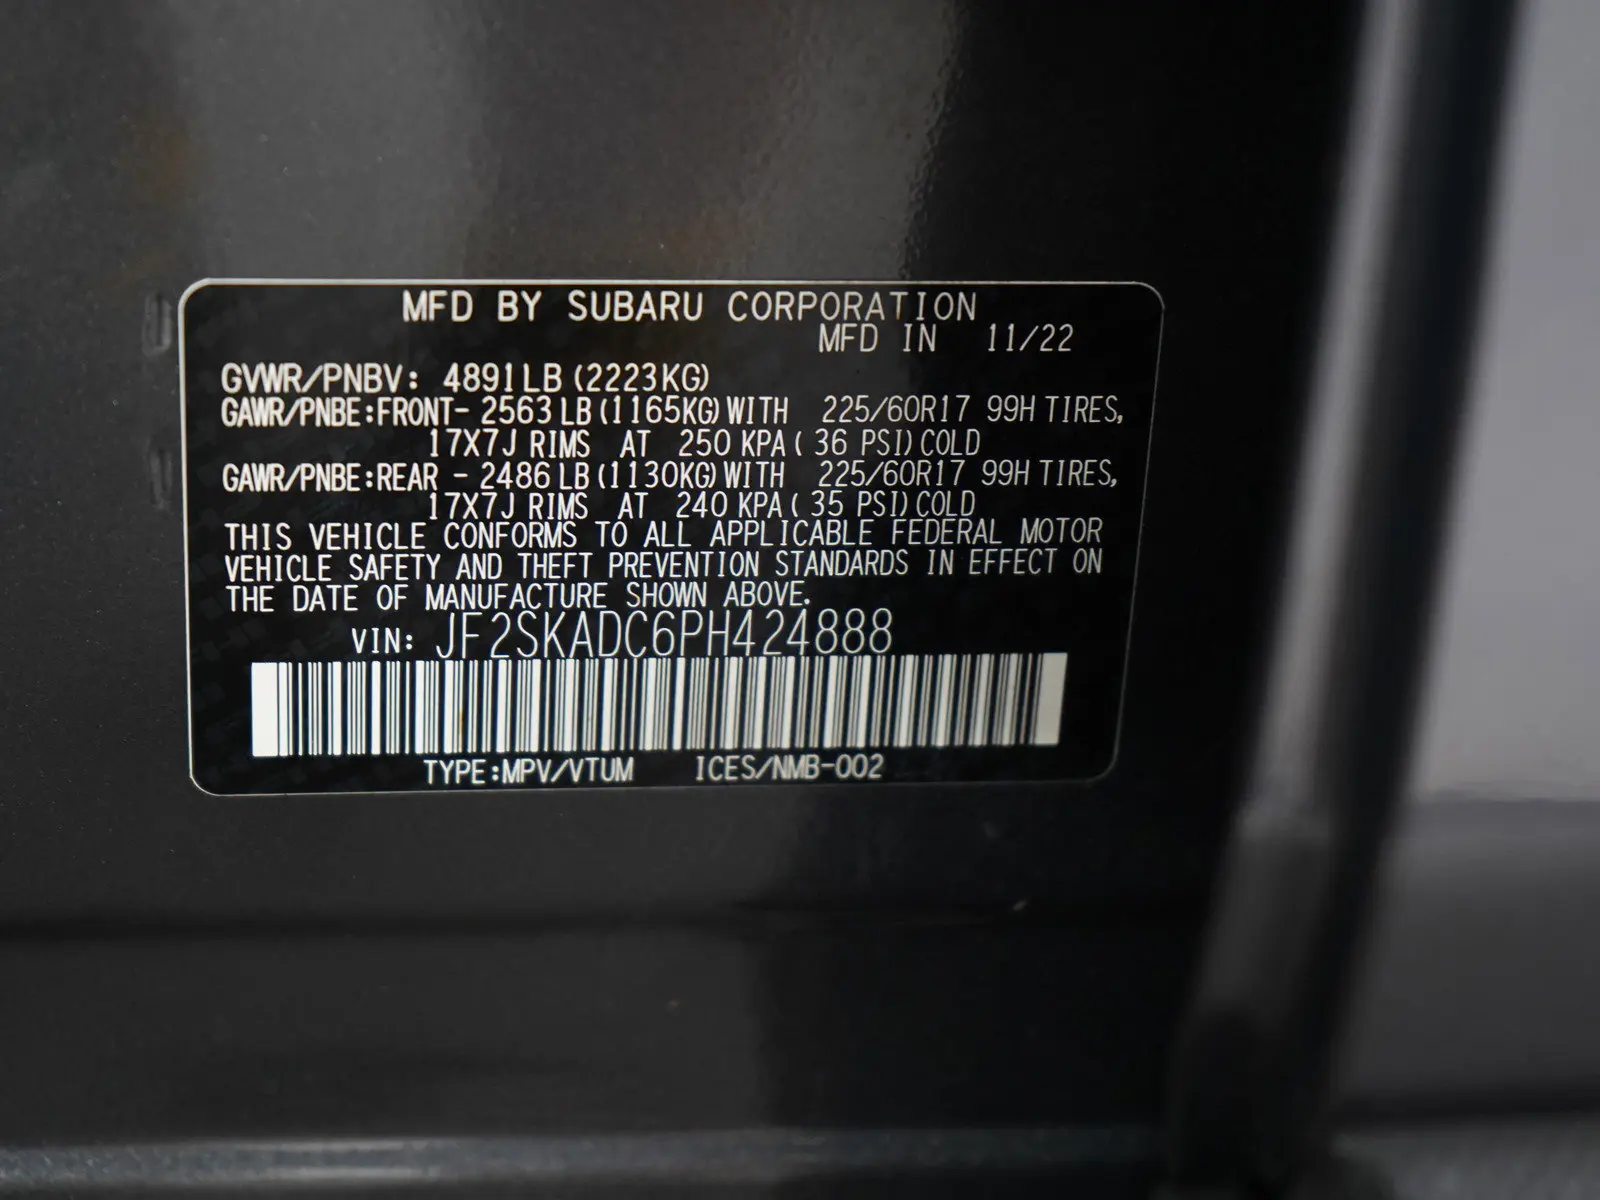 MFD BY SUBARU CORPORATION
MFD IN 11/22
GVWR/PNBV: 4891LB (2223KG)
GAWR/PNBE:FRONT- 2563 LB (1165KG) WITH 225/60R17 99H TIRES,
17X7J RIMS AT 250 KPA ( 36 PSI) COLD
GAWR/PNBE:REAR - 2486 LB (1130KG) WITH 225/60R17 99H TIRES,
17X7J RIMS AT 240 KPA ( 35 PSI) COLD
THIS VEHICLE CONFORMS TO ALL APPLICABLE FEDERAL MOTOR
VEHICLE SAFETY AND THEFT PREVENTION STANDARDS IN EFFECT ON
THE DATE OF MANUFACTURE SHOWN ABOVE.
VIN: JF2SKADC6PH424888
TYPE:MPV/VTUM ICES/NMB-002